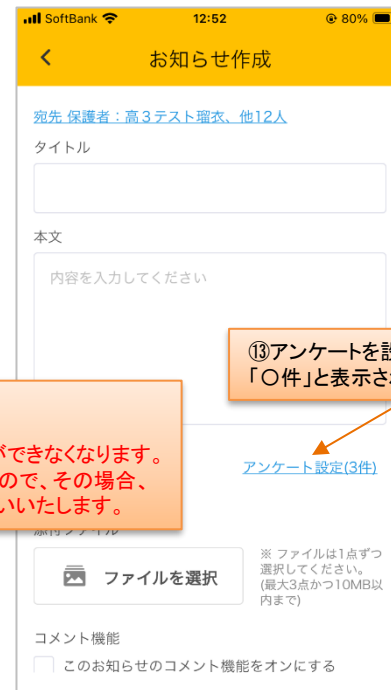 SoftBank 12:52 80%
お知らせ作成
宛先 保護者：高３テスト瑠衣、他12人
タイトル
本文
内容を入力してください
⑬アンケートを設
「〇件」と表示され
ができなくなります。
ので、その場合、
いいたします。
アンケート設定(3件)
添付ファイル
ファイルを選択
※ ファイルは1点ずつ
選択してください。
(最大3点かつ10MB以
内まで)
コメント機能
このお知らせのコメント機能をオンにする